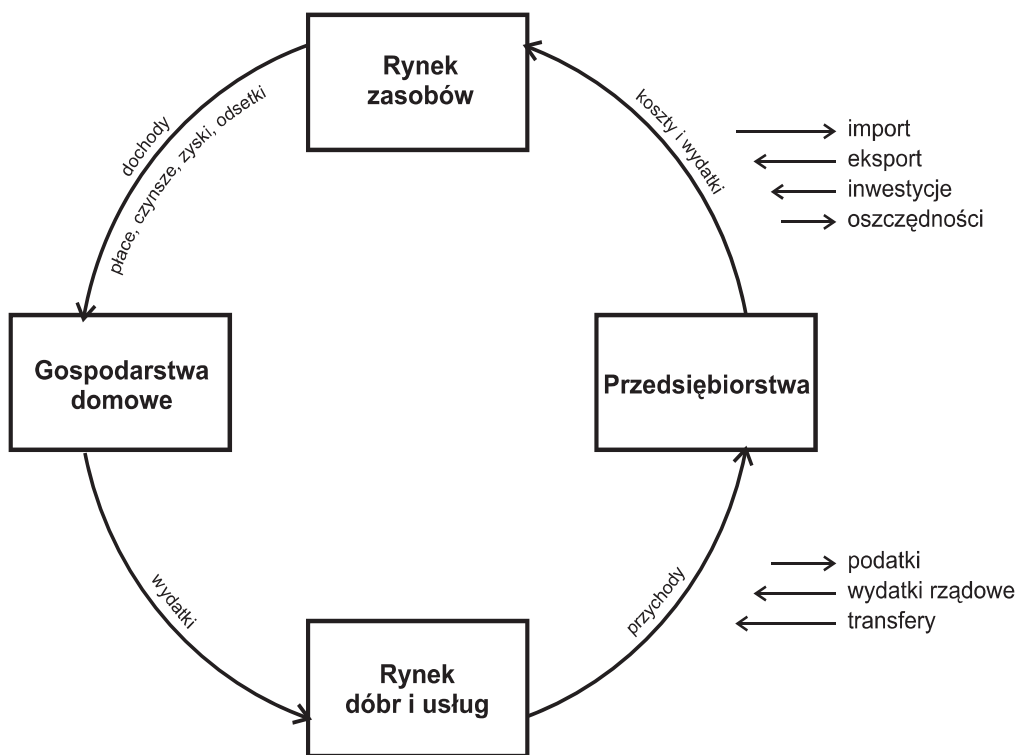 Rynek
zasobów
dochody
płace, czynsze, zyski, odsetki
koszty i wydatki
import
eksport
inwestycje
oszczędności
Gospodarstwa
domowe
Przedsiębiorstwa
wydatki
przychody
podatki
wydatki rządowe
transfery
Rynek
dóbr i usług